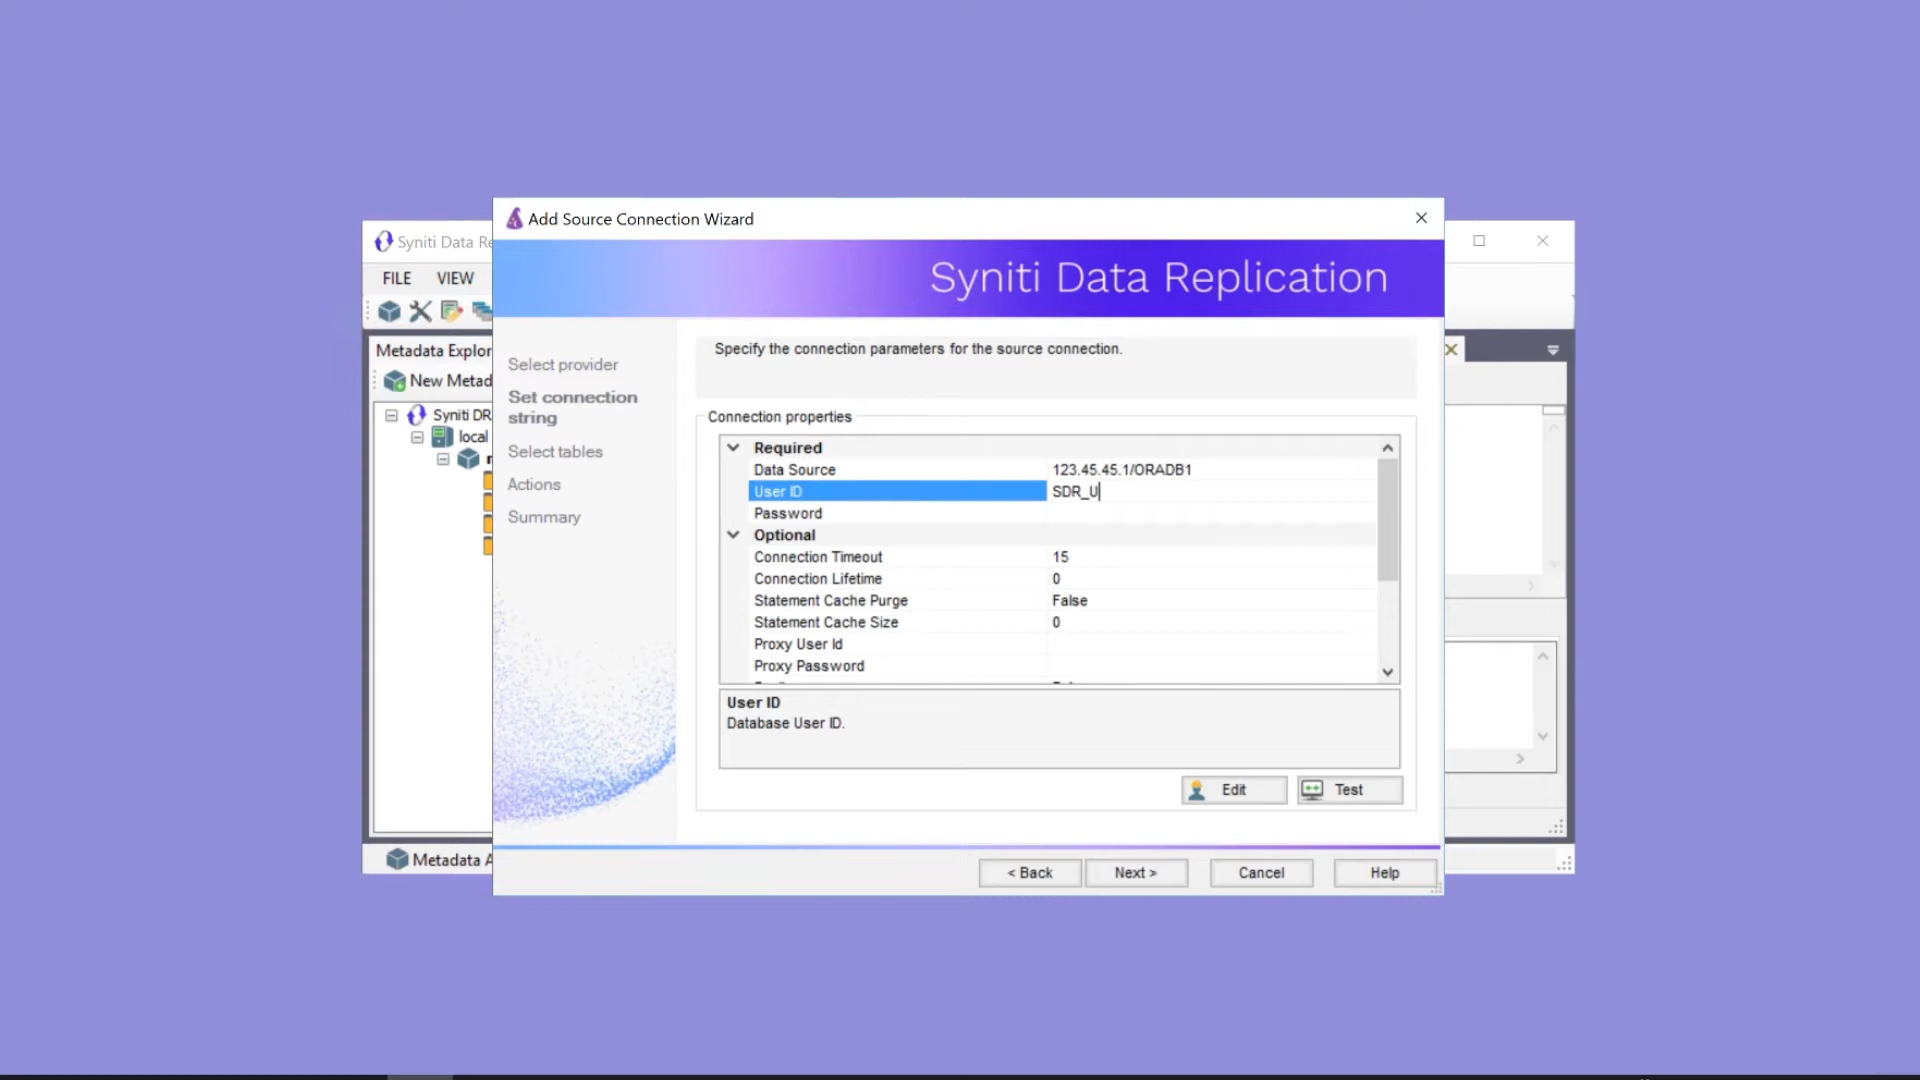 Add Source Connection Wizard
Syniti Data Re
FILE VIEW
Syniti Data Replication
Metadata Explor
New Metad
Syniti DR
local
Metadata A
Select provider
Set connection
string
Select tables
Actions
Summary
Specify the connection parameters for the source connection.
Connection properties
Required
Data Source 123.45.45.1/ORADB1
User ID SDR_U
Password
Optional
Connection Timeout 15
Connection Lifetime 0
Statement Cache Purge False
Statement Cache Size 0
Proxy User Id
Proxy Password
User ID
Database User ID.
Edit Test
< Back Next > Cancel Help